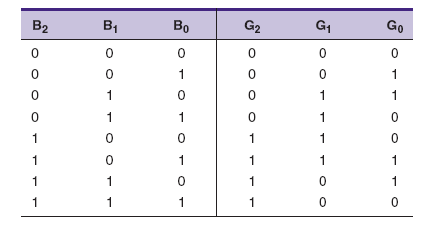 B₂ B₁ B₀ G₂ G₁ G₀
0 0 0 0 0 0
0 0 1 0 0 1
0 1 0 0 1 1
0 1 1 0 1 0
1 0 0 1 1 0
1 0 1 1 1 1
1 1 0 1 0 1
1 1 1 1 0 0